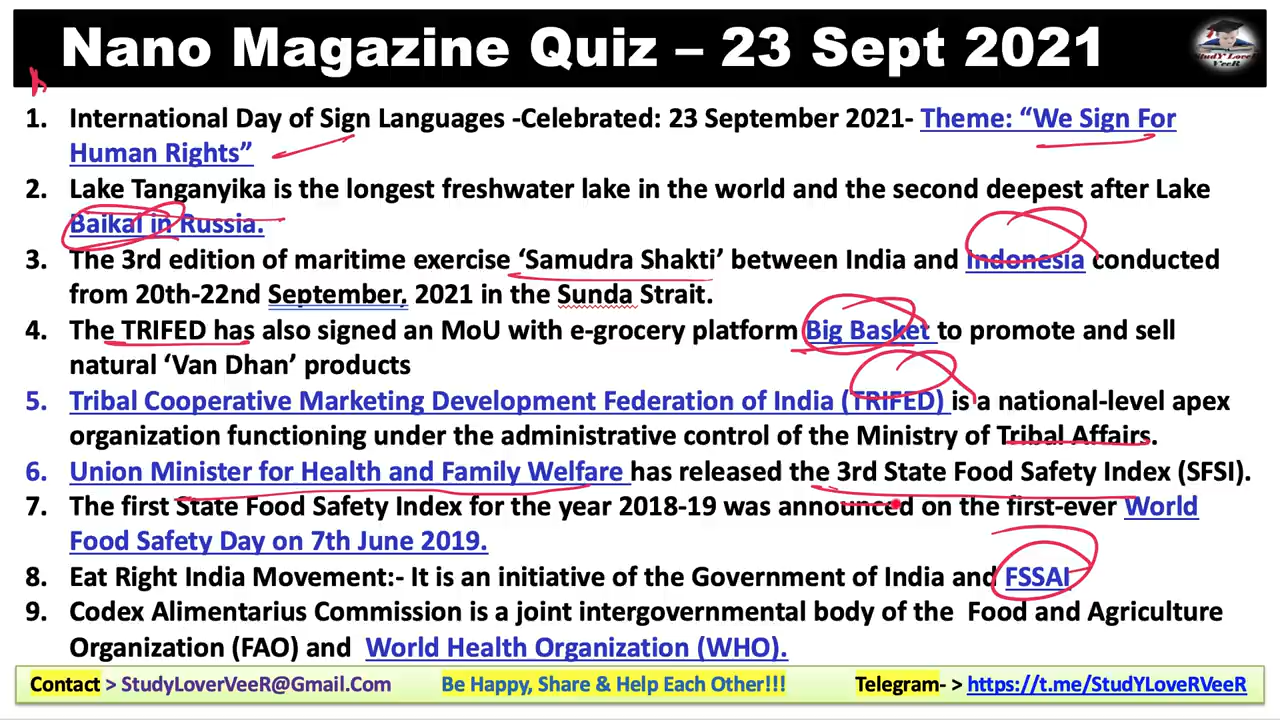 Nano Magazine Quiz – 23 Sept 2021
StudY LoveR
VeeR
1. International Day of Sign Languages -Celebrated: 23 September 2021- Theme: “We Sign For
Human Rights”
2. Lake Tanganyika is the longest freshwater lake in the world and the second deepest after Lake
Baikal in Russia.
3. The 3rd edition of maritime exercise ‘Samudra Shakti’ between India and Indonesia conducted
from 20th-22nd September, 2021 in the Sunda Strait.
4. The TRIFED has also signed an MoU with e-grocery platform Big Basket to promote and sell
natural ‘Van Dhan’ products
5. Tribal Cooperative Marketing Development Federation of India (TRIFED) is a national-level apex
organization functioning under the administrative control of the Ministry of Tribal Affairs.
6. Union Minister for Health and Family Welfare has released the 3rd State Food Safety Index (SFSI).
7. The first State Food Safety Index for the year 2018-19 was announced on the first-ever World
Food Safety Day on 7th June 2019.
8. Eat Right India Movement:- It is an initiative of the Government of India and FSSAI
9. Codex Alimentarius Commission is a joint intergovernmental body of the Food and Agriculture
Organization (FAO) and World Health Organization (WHO).
Contact > StudyLoverVeeR@Gmail.Com Be Happy, Share & Help Each Other!!! Telegram- > https://t.me/StudYLoveRVeeR